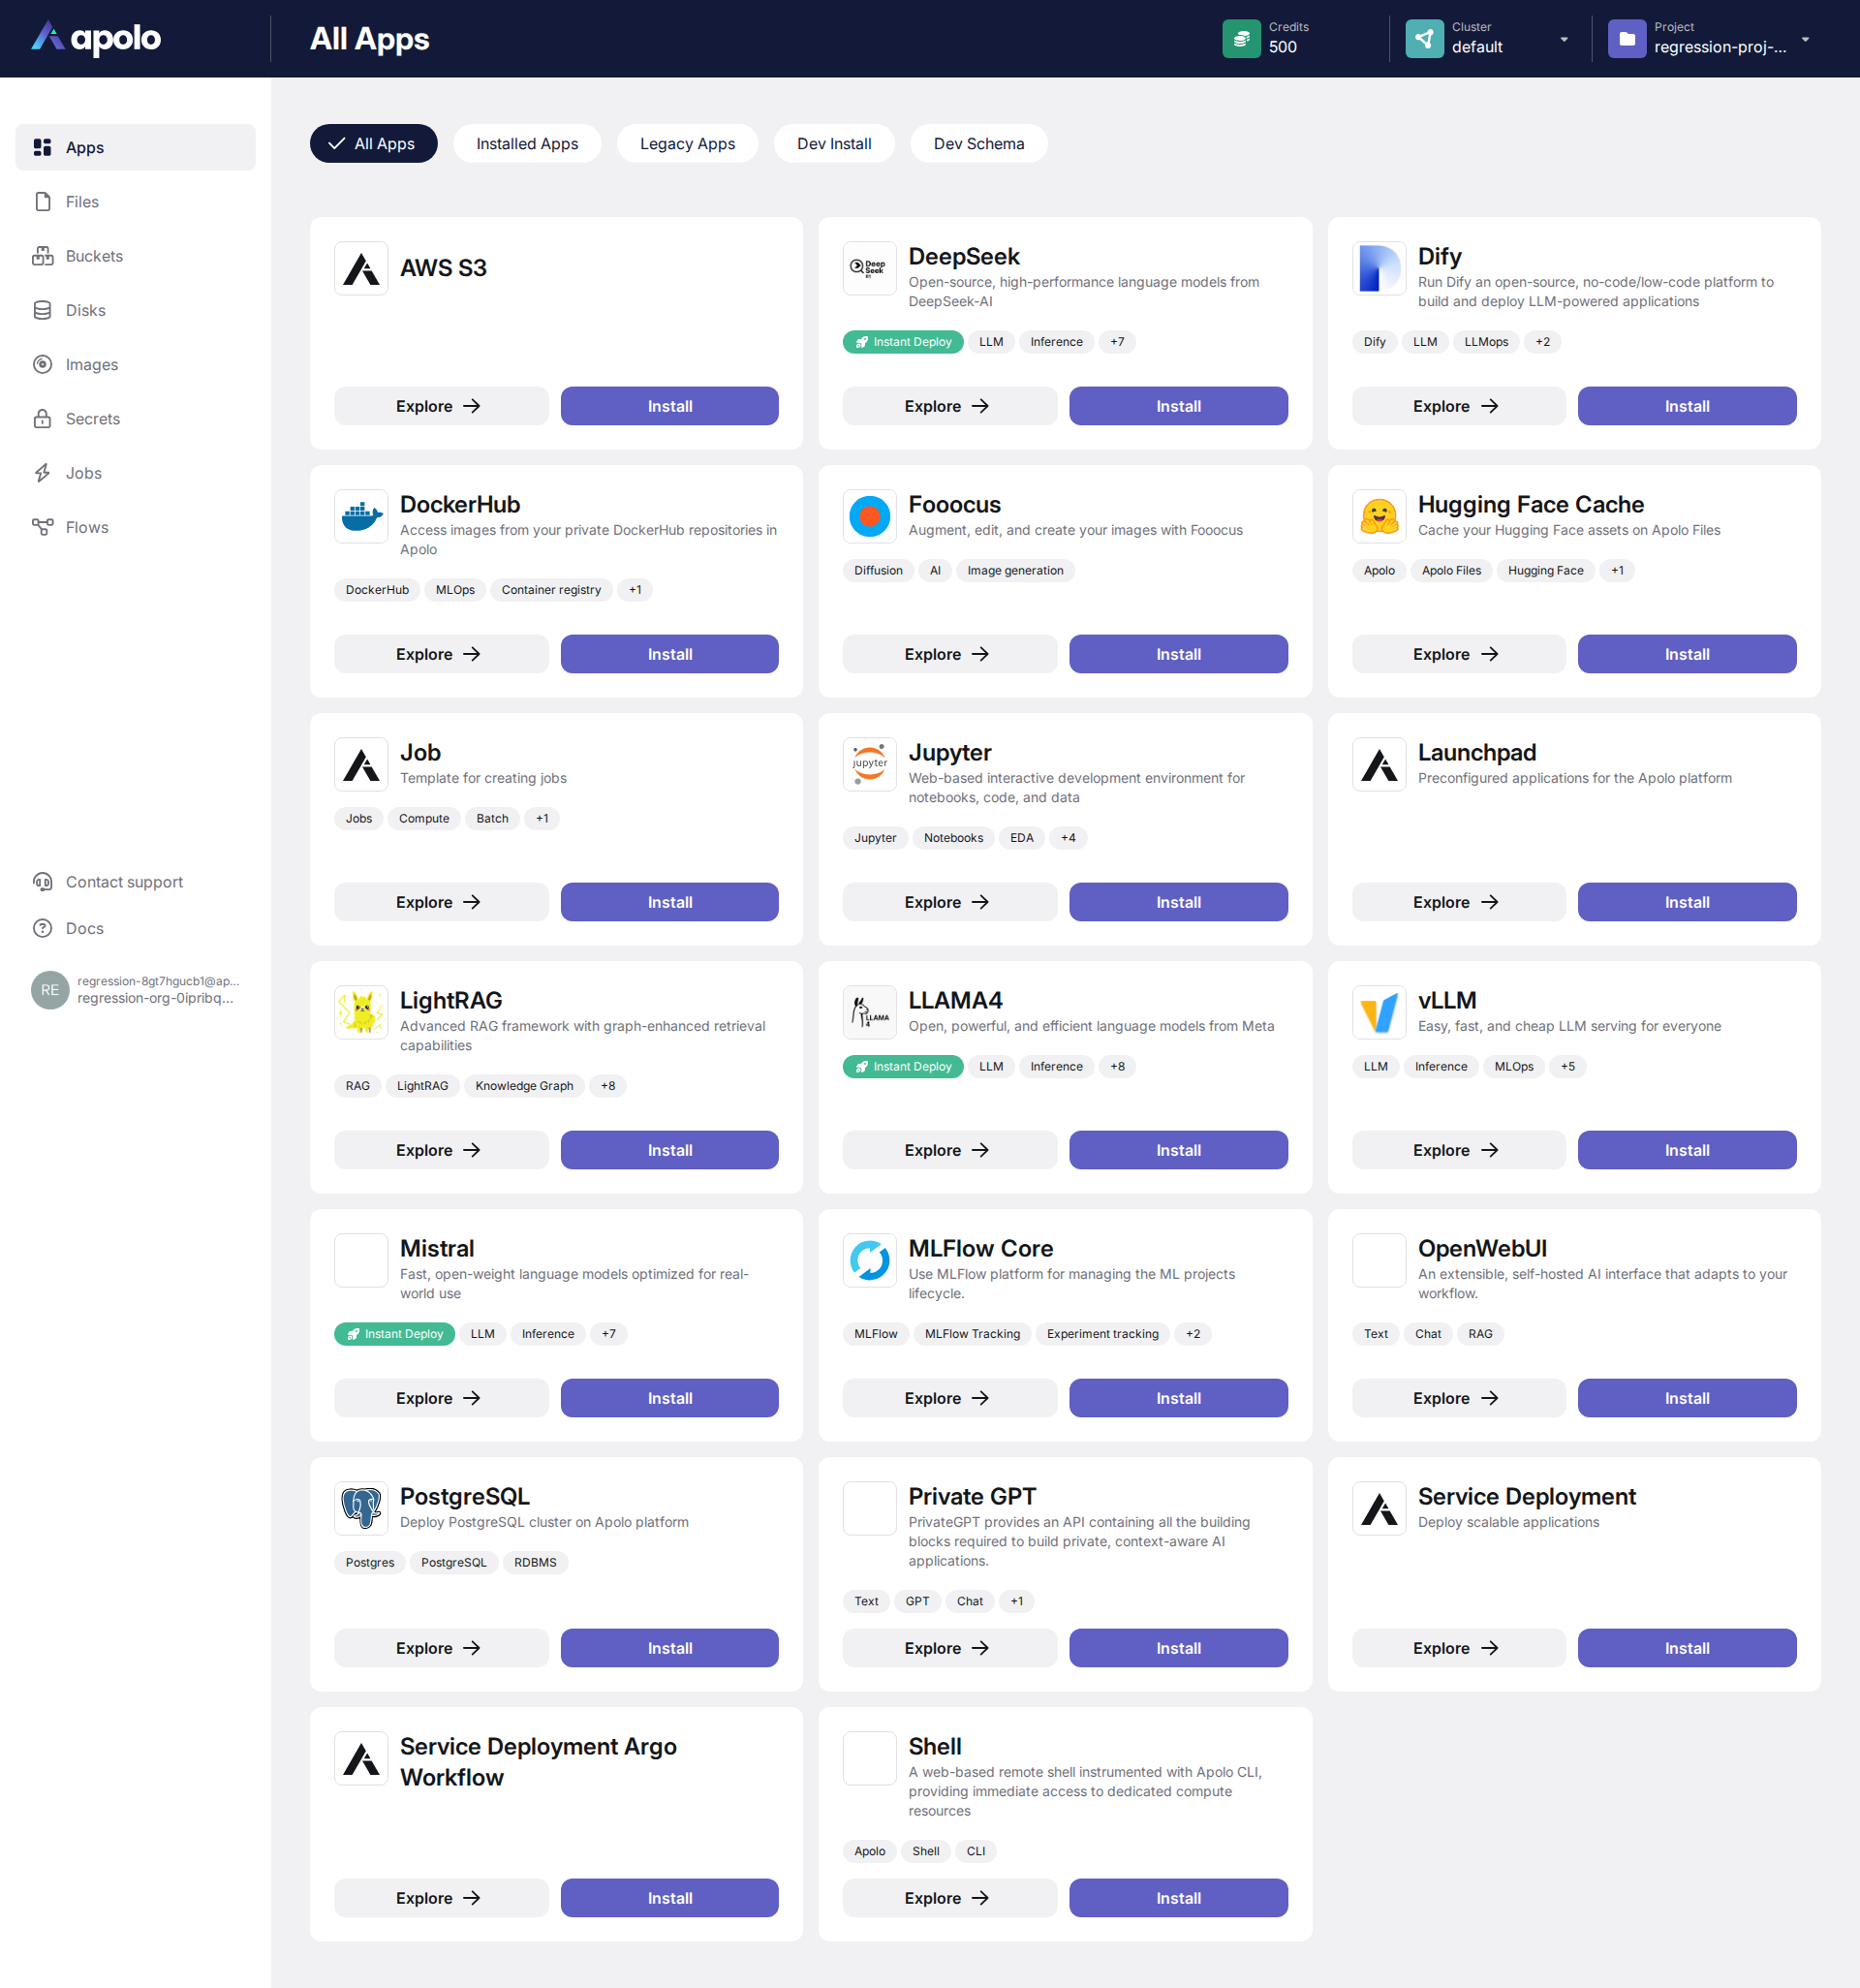 apolo
All Apps
Credits
500
Cluster
default
Project
regression-proj-...
Apps
Files
Buckets
Disks
Images
Secrets
Jobs
Flows
Contact support
Docs
RE
regression-8gt7hgucb1@ap...
regression-org-0ipribq...
All Apps
Installed Apps
Legacy Apps
Dev Install
Dev Schema
AWS S3
Explore
Install
deep
seek
R1
DeepSeek
Open-source, high-performance language models from
DeepSeek-AI
Instant Deploy
LLM
Inference
+7
Explore
Install
Dify
Run Dify an open-source, no-code/low-code platform to
build and deploy LLM-powered applications
Dify
LLM
LLMops
+2
Explore
Install
DockerHub
Access images from your private DockerHub repositories in
Apolo
DockerHub
MLOps
Container registry
+1
Explore
Install
Fooocus
Augment, edit, and create your images with Fooocus
Diffusion
AI
Image generation
Explore
Install
Hugging Face Cache
Cache your Hugging Face assets on Apolo Files
Apolo
Apolo Files
Hugging Face
+1
Explore
Install
Job
Template for creating jobs
Jobs
Compute
Batch
+1
Explore
Install
jupyter
Jupyter
Web-based interactive development environment for
notebooks, code, and data
Jupyter
Notebooks
EDA
+4
Explore
Install
Launchpad
Preconfigured applications for the Apolo platform
Explore
Install
LightRAG
Advanced RAG framework with graph-enhanced retrieval
capabilities
RAG
LightRAG
Knowledge Graph
+8
Explore
Install
LLAMA
4
LLAMA4
Open, powerful, and efficient language models from Meta
Instant Deploy
LLM
Inference
+8
Explore
Install
vLLM
Easy, fast, and cheap LLM serving for everyone
LLM
Inference
MLOps
+5
Explore
Install
Mistral
Fast, open-weight language models optimized for real-
world use
Instant Deploy
LLM
Inference
+7
Explore
Install
MLFlow Core
Use MLFlow platform for managing the ML projects
lifecycle.
MLFlow
MLFlow Tracking
Experiment tracking
+2
Explore
Install
OpenWebUI
An extensible, self-hosted AI interface that adapts to your
workflow.
Text
Chat
RAG
Explore
Install
PostgreSQL
Deploy PostgreSQL cluster on Apolo platform
Postgres
PostgreSQL
RDBMS
Explore
Install
Private GPT
PrivateGPT provides an API containing all the building
blocks required to build private, context-aware AI
applications.
Text
GPT
Chat
+1
Explore
Install
Service Deployment
Deploy scalable applications
Explore
Install
Service Deployment Argo
Workflow
Explore
Install
Shell
A web-based remote shell instrumented with Apolo CLI,
providing immediate access to dedicated compute
resources
Apolo
Shell
CLI
Explore
Install